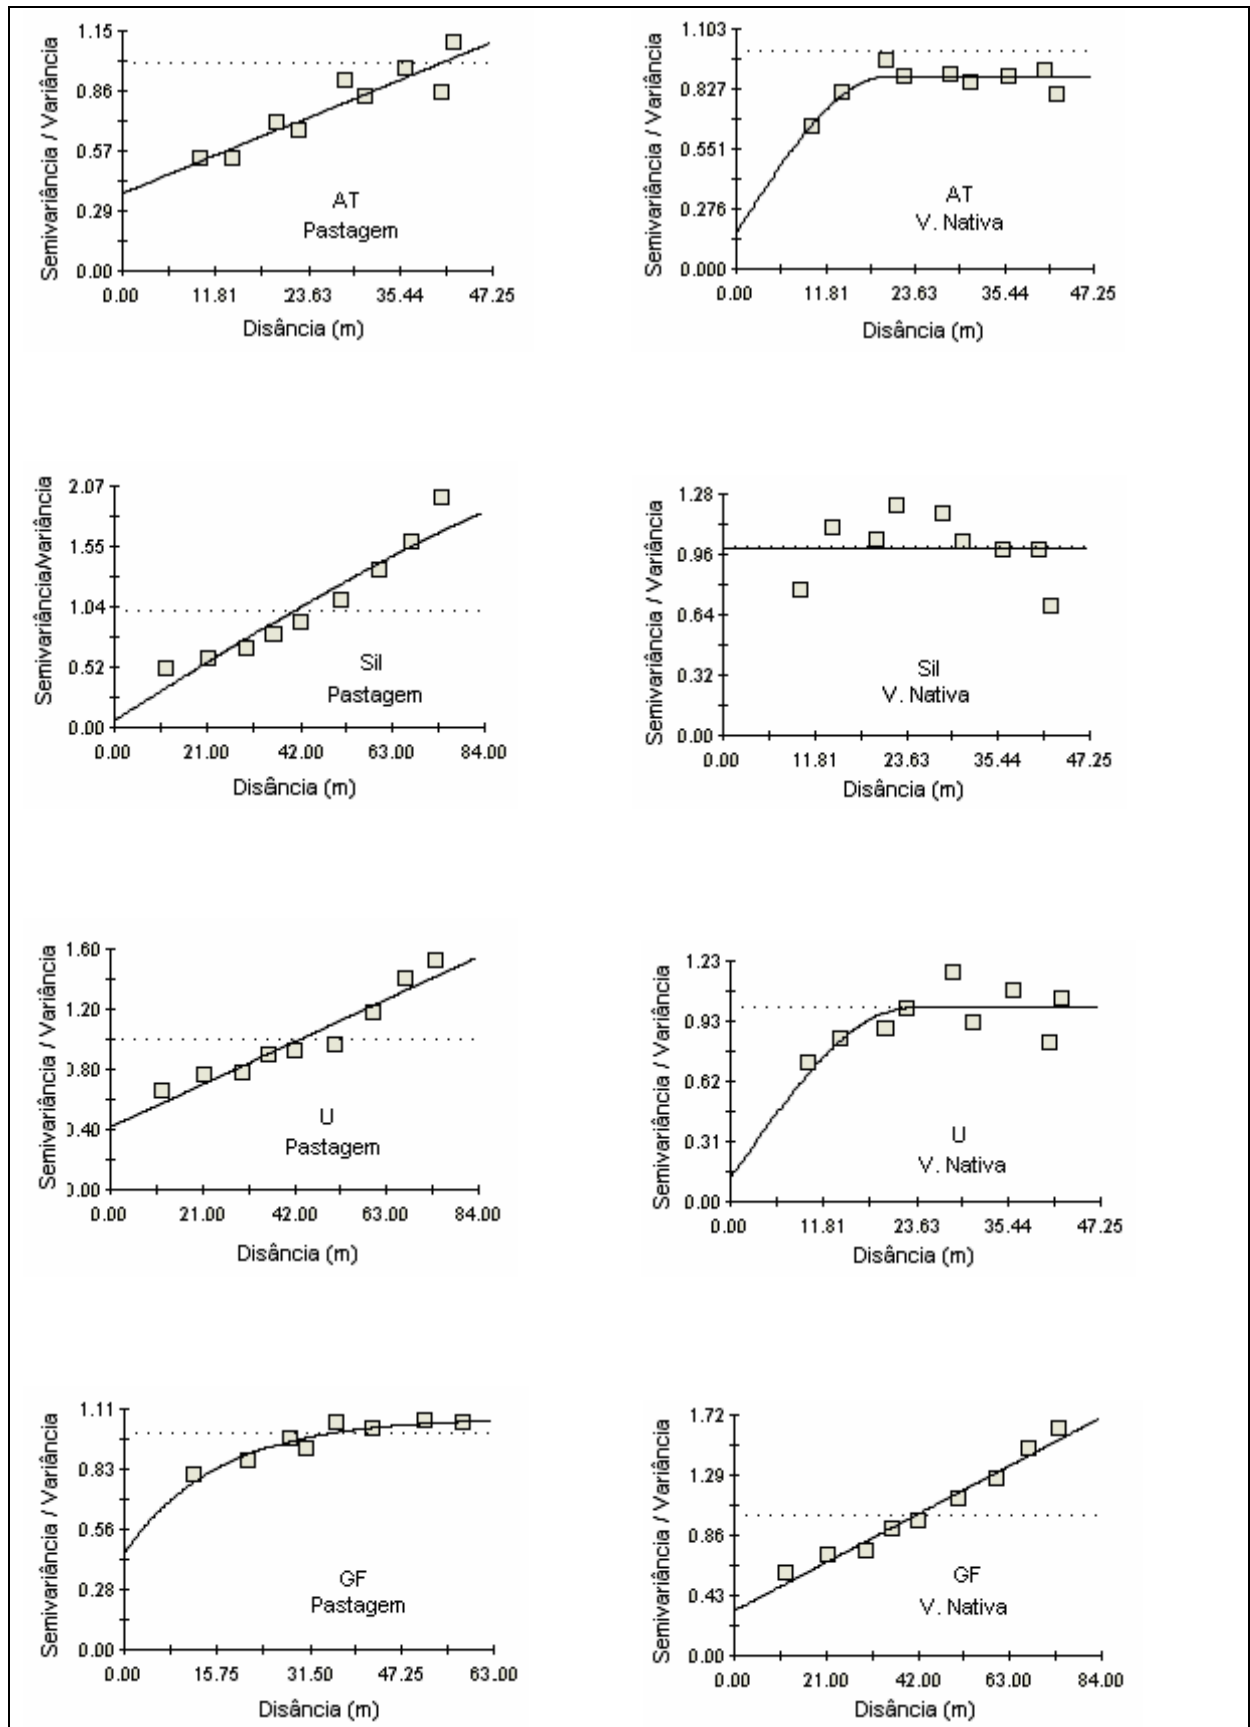 Semivariância / Variância
1.15
0.86
0.57
0.29
0.00
AT
Pastagem
0.00 11.81 23.63 35.44 47.25
Disância (m)
Semivariância / Variância
1.103
0.827
0.551
0.276
0.000
AT
V. Nativa
0.00 11.81 23.63 35.44 47.25
Disância (m)
Semivariância/variância
2.07
1.55
1.04
0.52
0.00
Sil
Pastagem
0.00 21.00 42.00 63.00 84.00
Disância (m)
Semivariância / Variância
1.28
0.96
0.64
0.32
0.00
Sil
V. Nativa
0.00 11.81 23.63 35.44 47.25
Disância (m)
Semivariância / Variância
1.60
1.20
0.80
0.40
0.00
U
Pastagem
0.00 21.00 42.00 63.00 84.00
Disância (m)
Semivariância / Variância
1.23
0.93
0.62
0.31
0.00
U
V. Nativa
0.00 11.81 23.63 35.44 47.25
Disância (m)
Semivariância / Variância
1.11
0.83
0.56
0.28
0.00
GF
Pastagem
0.00 15.75 31.50 47.25 63.00
Disância (m)
Semivariância / Variância
1.72
1.29
0.86
0.43
0.00
GF
V. Nativa
0.00 21.00 42.00 63.00 84.00
Disância (m)